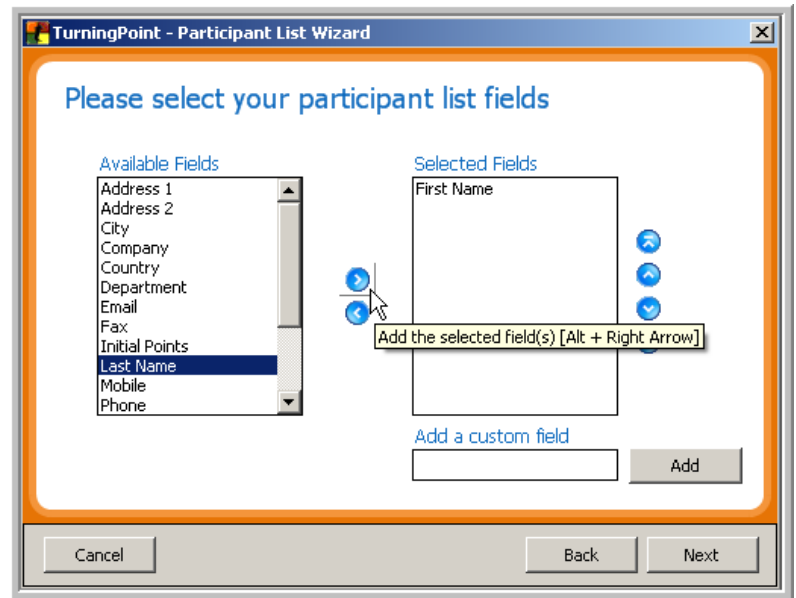 TurningPoint - Participant List Wizard
Please select your participant list fields
Available Fields
Address 1
Address 2
City
Company
Country
Department
Email
Fax
Initial Points
Last Name
Mobile
Phone
Selected Fields
First Name
Add the selected field(s) [Alt + Right Arrow]
Add a custom field
Add
Cancel
Back
Next